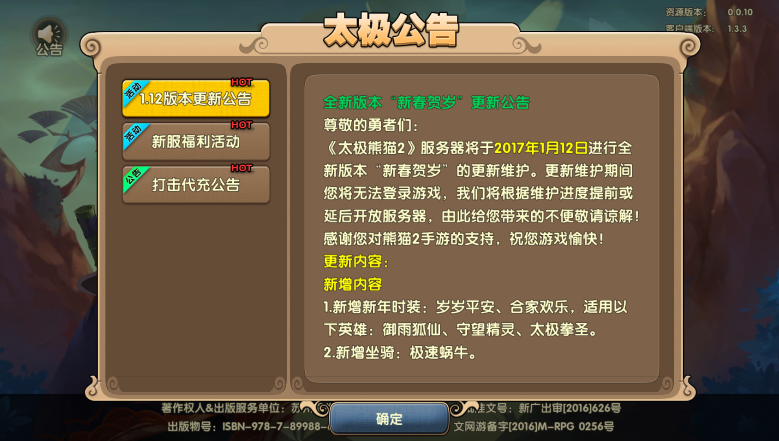 太极公告
资源版本: 0.0.10
客户端版本: 1.3.3
公告
活动
HOT
1.12版本更新公告
活动
HOT
新服福利活动
公告
HOT
打击代充公告
全新版本“新春贺岁”更新公告
尊敬的勇者们：
《太极熊猫2》服务器将于2017年1月12日进行全
新版本“新春贺岁”的更新维护。更新维护期间
您将无法登录游戏，我们将根据维护进度提前或
延后开放服务器，由此给您带来的不便敬请谅解！
感谢您对熊猫2手游的支持，祝您游戏愉快！
更新内容：
新增内容
1.新增新年时装：岁岁平安、合家欢乐，适用以
下英雄：御雨狐仙、守望精灵、太极拳圣。
2.新增坐骑：极速蜗牛。
著作权人&出版服务单位：苏 文号：新广出审[2016]626号
出版物号：ISBN-978-7-89988- 文网游备字[2016]M-RPG 0256号
确定